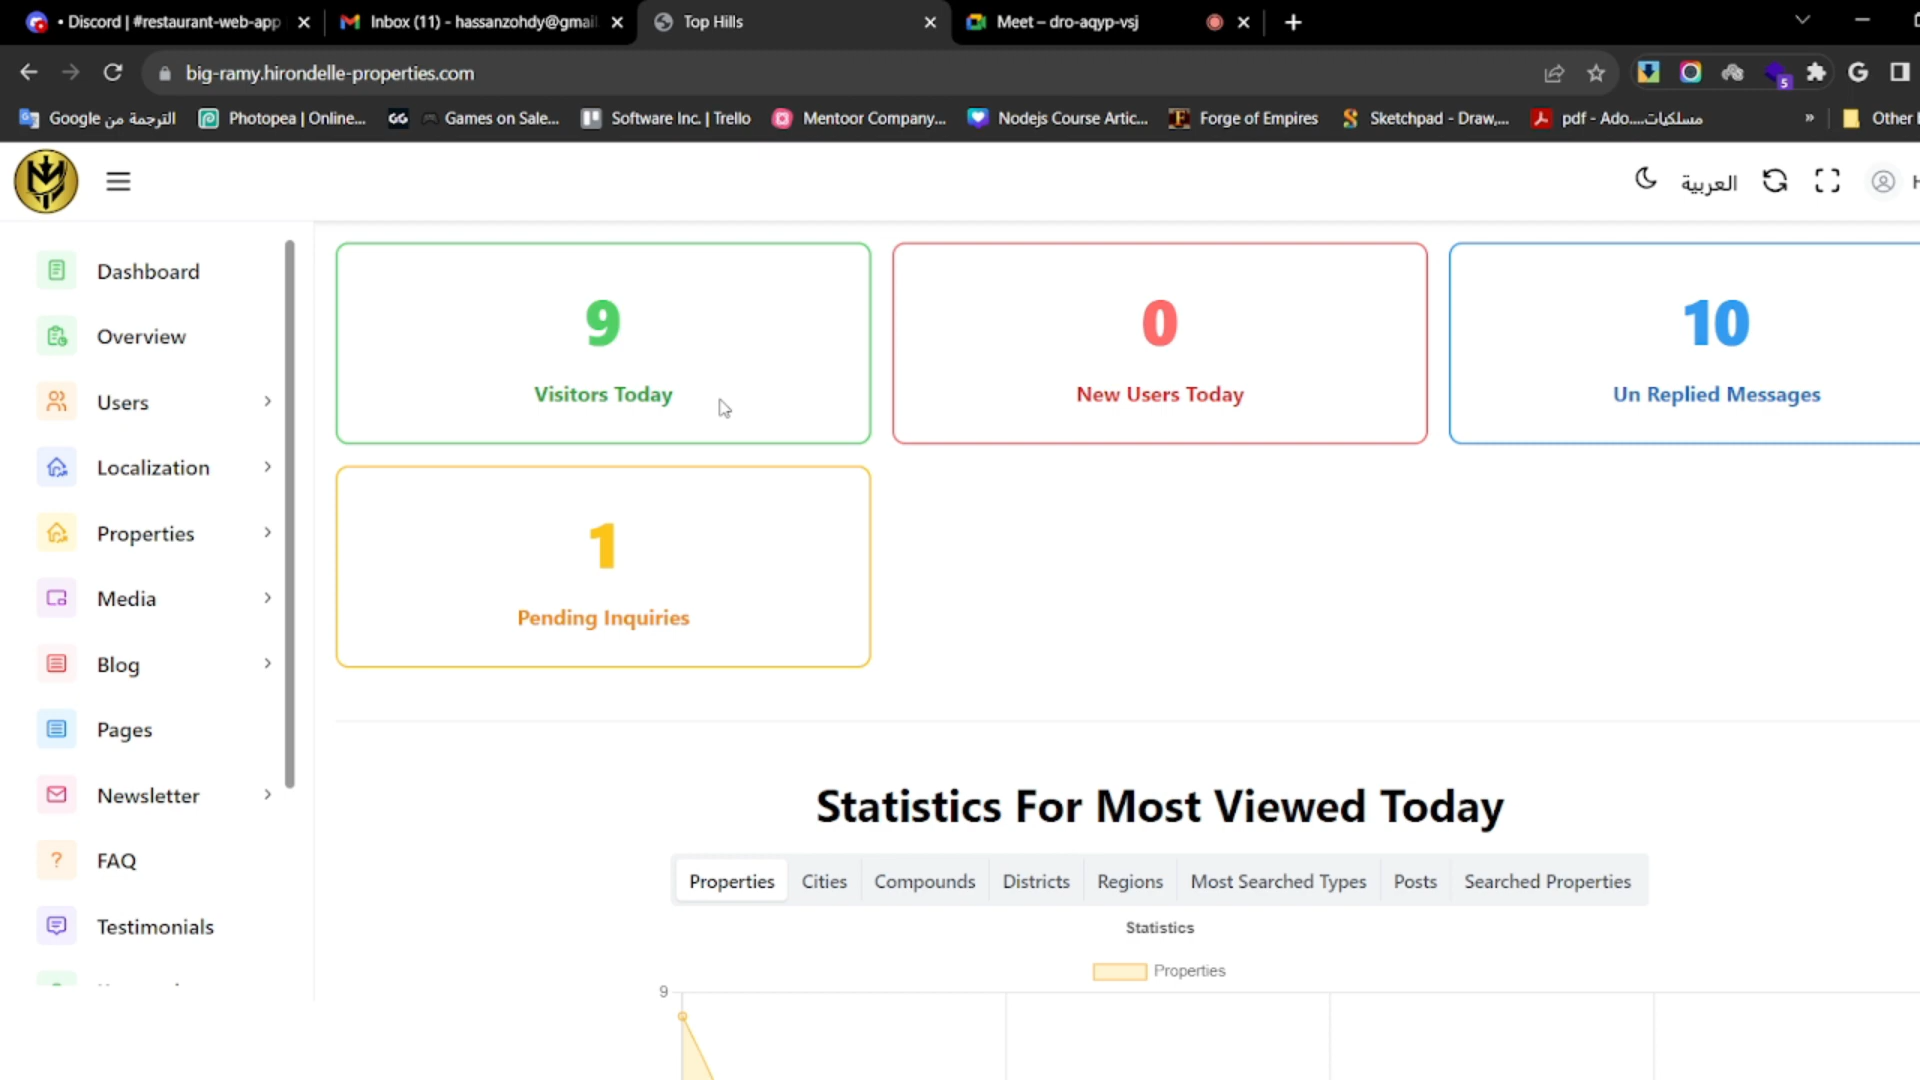 • Discord | #restaurant-web-app
Inbox (11) - hassanzohdy@gmail
Top Hills
Meet – dro-aqyp-vsj
big-ramy.hirondelle-properties.com
5
الترجمة من Google
Photopea | Online...
GG
Games on Sale...
Software Inc. | Trello
Mentoor Company...
Nodejs Course Artic...
Forge of Empires
Sketchpad - Draw,...
pdf - Ado....مسلكيات
»
Other
العربية
Dashboard
Overview
Users
Localization
Properties
Media
Blog
Pages
Newsletter
FAQ
Testimonials
9
Visitors Today
0
New Users Today
10
Un Replied Messages
1
Pending Inquiries
Statistics For Most Viewed Today
Properties
Cities
Compounds
Districts
Regions
Most Searched Types
Posts
Searched Properties
Statistics
Properties
9